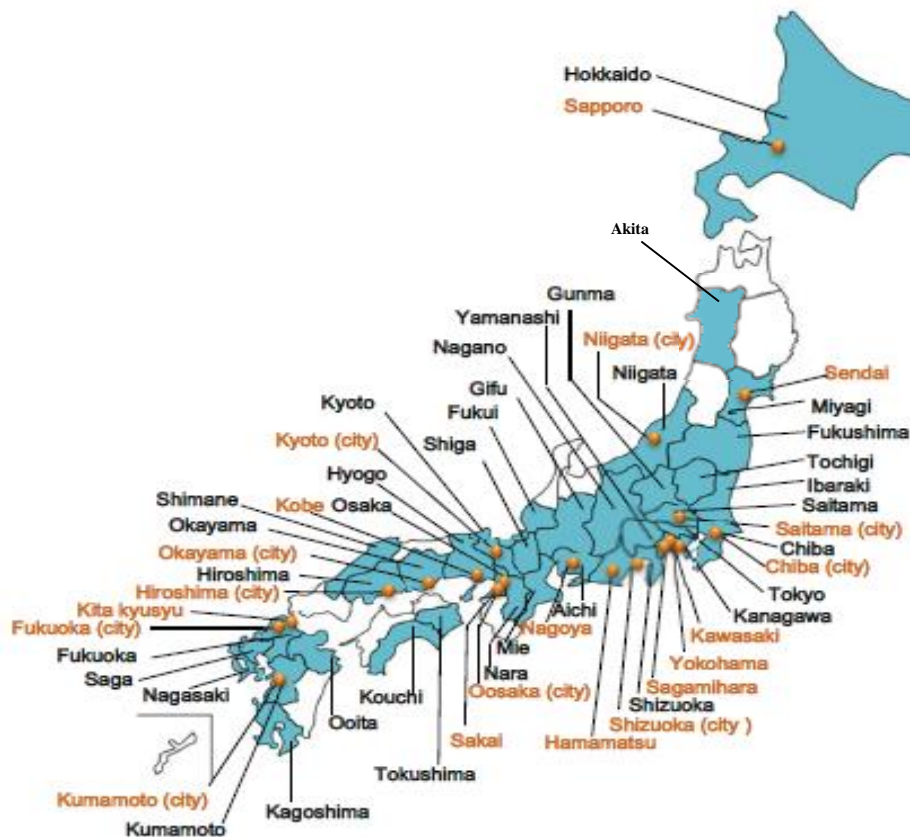 Hokkaido
Sapporo
Akita
Gunma
Yamanashi
Niigata (city)
Nagano
Niigata
Sendai
Gifu
Miyagi
Kyoto
Fukui
Fukushima
Kyoto (city)
Shiga
Hyogo
Tochigi
Ibaraki
Shimane
Kobe
Osaka
Saitama
Okayama
Saitama (city)
Okayama (city)
Chiba
Hiroshima
Chiba (city)
Hiroshima (city)
Tokyo
Kita kyusyu
Aichi
Kanagawa
Fukuoka (city)
Nagoya
Kawasaki
Mie
Fukuoka
Nara
Yokohama
Saga
Nagasaki
Kouchi
Oosaka (city)
Sagamihara
Shizuoka
Ooita
Shizuoka (city )
Sakai
Hamamatsu
Tokushima
Kumamoto (city)
Kagoshima
Kumamoto